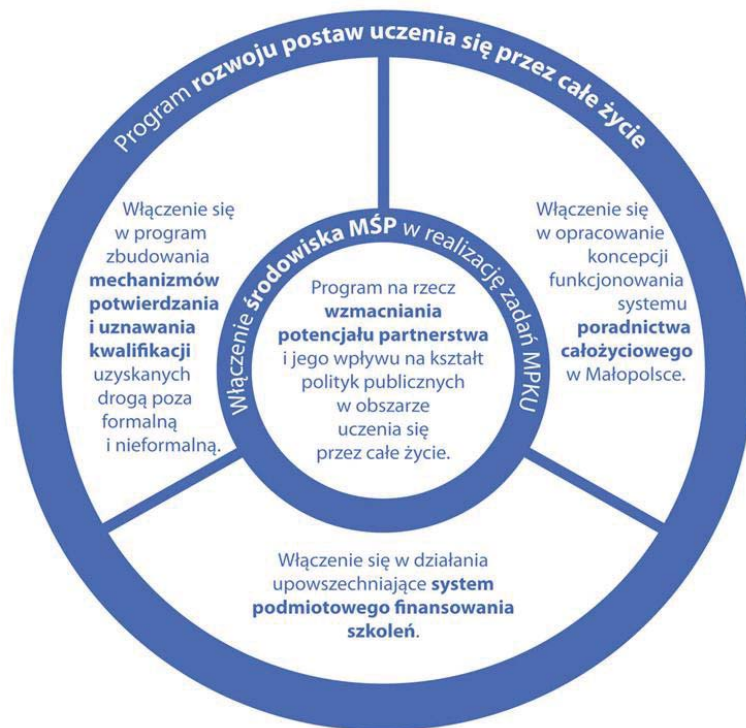 Program rozwoju postaw uczenia się przez całe życie
Włączenie się
w program
zbudowania
mechanizmów
potwierdzania
i uznawania
kwalifikacji
uzyskanych
drogą poza
formalną
i nieformalną.
Włączenie środowiska MŚP w realizację zadań MPKU
Program na rzecz
wzmacniania
potencjału partnerstwa
i jego wpływu na kształt
polityk publicznych
w obszarze
uczenia się
przez całe życie.
Włączenie się
w opracowanie
koncepcji
funkcjonowania
systemu
poradnictwa
całożyciowego
w Małopolsce.
Włączenie się w działania
upowszechniające system
podmiotowego finansowania
szkoleń.